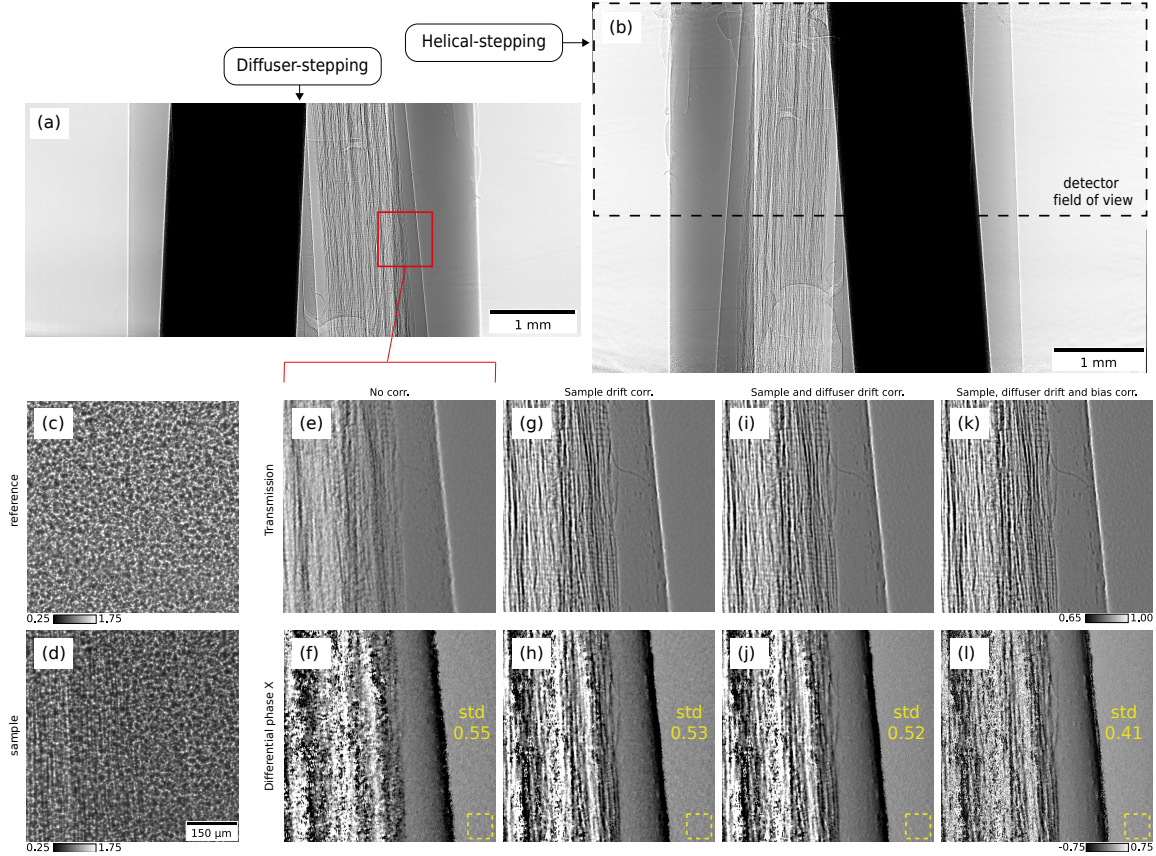 Helical-stepping
(b)
Diffuser-stepping
(a)
detector
field of view
1 mm
1 mm
No corr.
Sample drift corr.
Sample and diffuser drift corr.
Sample, diffuser drift and bias corr.
(c)
(e)
(g)
(i)
(k)
reference
Transmission
0.25
1.75
0.65
1.00
(d)
(f)
(h)
(j)
(l)
sample
Differential phase X
std
0.55
std
0.53
std
0.52
std
0.41
150 μm
0.25
1.75
-0.75
0.75